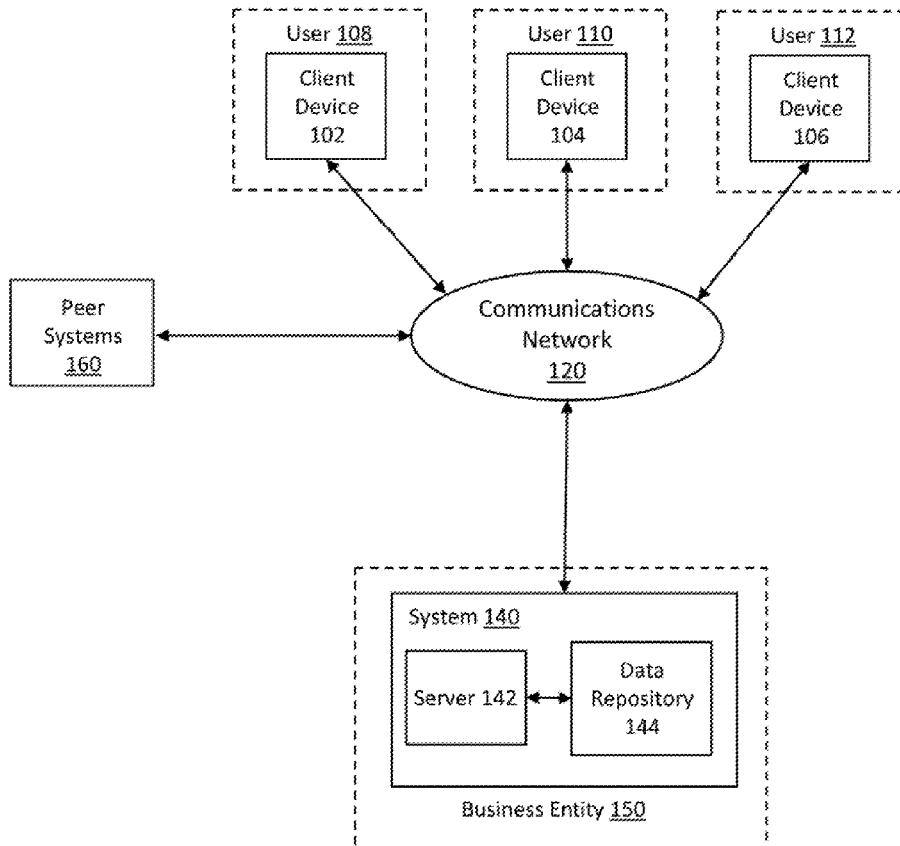 User 108
Client
Device
102
User 110
Client
Device
104
User 112
Client
Device
106
Peer
Systems
160
Communications
Network
120
System 140
Server 142
Data
Repository
144
Business Entity 150